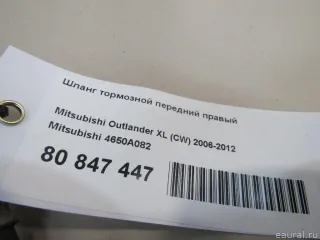 Шланг тормозной передний правый
Mitsubishi Outlander XL (CW) 2006-2012
Mitsubishi 4650A082
80 847 447
© eaural.ru